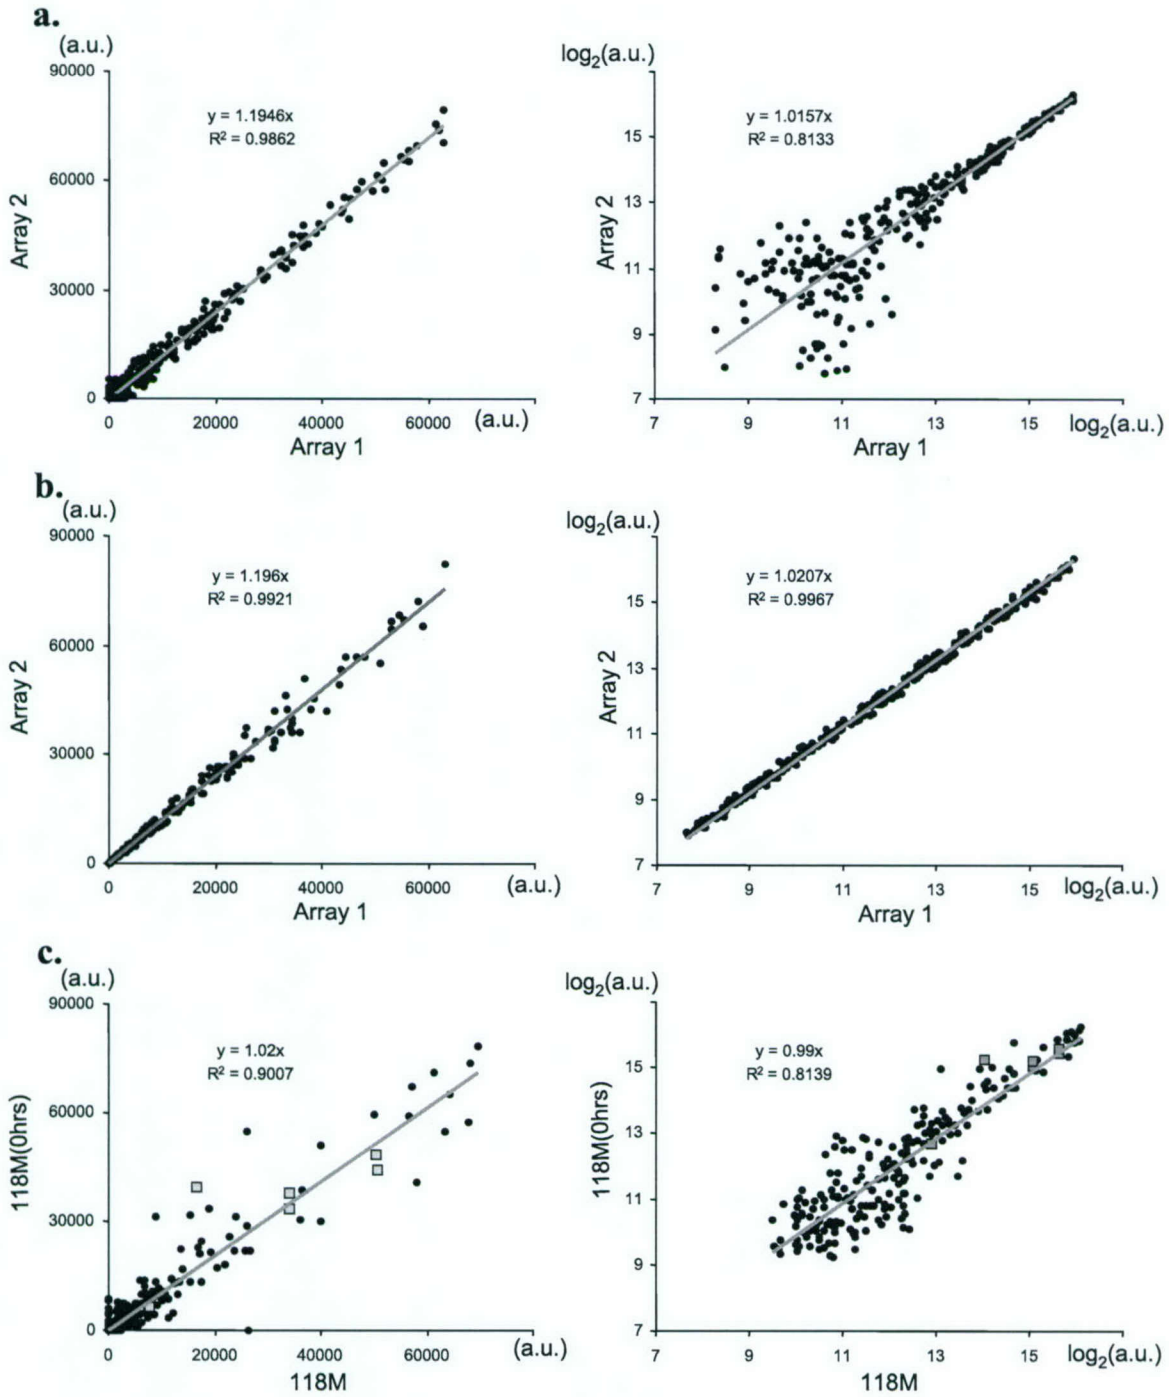 a.
(a.u.)
90000
60000
30000
0
Array 2
y = 1.1946x
R² = 0.9862
0 20000 40000 60000 (a.u.)
Array 1
log₂(a.u.)
15
13
11
9
7
Array 2
y = 1.0157x
R² = 0.8133
7 9 11 13 15 log₂(a.u.)
Array 1
b.
(a.u.)
90000
60000
30000
0
Array 2
y = 1.196x
R² = 0.9921
0 20000 40000 60000 (a.u.)
Array 1
log₂(a.u.)
15
13
11
9
7
Array 2
y = 1.0207x
R² = 0.9967
7 9 11 13 15 log₂(a.u.)
Array 1
c.
(a.u.)
90000
60000
30000
0
118M(0hrs)
y = 1.02x
R² = 0.9007
0 20000 40000 60000 (a.u.)
118M
log₂(a.u.)
15
13
11
9
7
118M(0hrs)
y = 0.99x
R² = 0.8139
7 9 11 13 15 log₂(a.u.)
118M